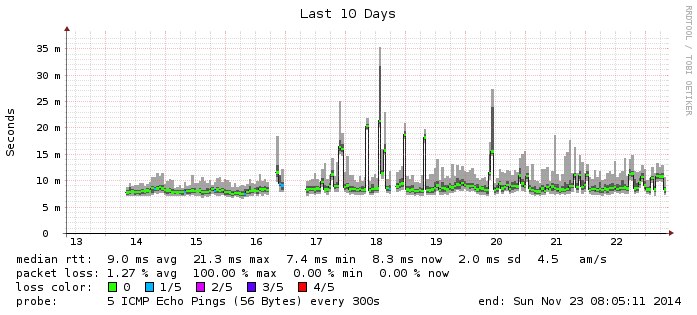 Last 10 Days
RRDTOOL / TOBI OETIKER
Seconds
35 m
30 m
25 m
20 m
15 m
10 m
5 m
0
13 14 15 16 17 18 19 20 21 22
median rtt: 9.0 ms avg 21.3 ms max 7.4 ms min 8.3 ms now 2.0 ms sd 4.5 am/s
packet loss: 1.27 % avg 100.00 % max 0.00 % min 0.00 % now
loss color: 0 1/5 2/5 3/5 4/5
probe: 5 ICMP Echo Pings (56 Bytes) every 300s end: Sun Nov 23 08:05:11 2014